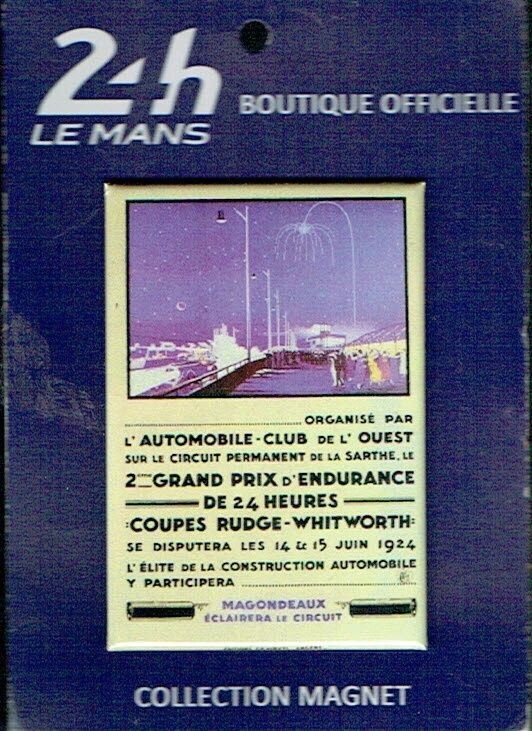 24h
LE MANS
BOUTIQUE OFFICIELLE
ORGANISÉ PAR
L'AUTOMOBILE-CLUB DE L'OUEST
SUR LE CIRCUIT PERMANENT DE LA SARTHE, LE
2ÈME GRAND PRIX D'ENDURANCE
DE 24 HEURES
:COUPES RUDGE-WHITWORTH:
SE DISPUTERA LES 14 & 15 JUIN 1924
L'ÉLITE DE LA CONSTRUCTION AUTOMOBILE
Y PARTICIPERA
MAGONDEAUX
ÉCLAIRERA LE CIRCUIT
COLLECTION MAGNET